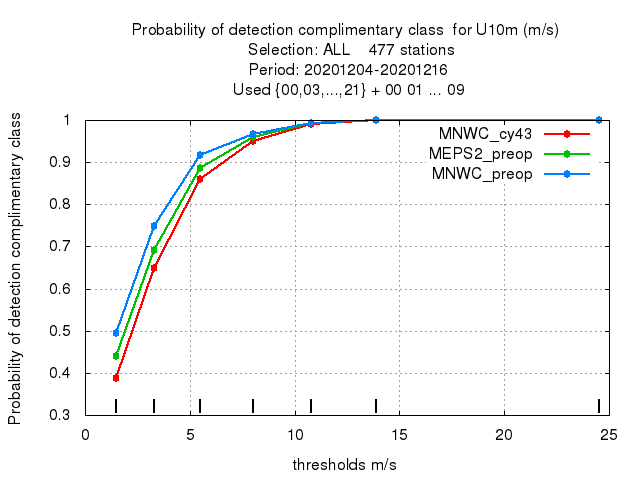 Probability of detection complimentary class  for U10m (m/s)
Selection: ALL    477 stations
Period: 20201204-20201216
Used {00,03,...,21} + 00 01 ... 09
Probability of detection complimentary class
1
0.9
0.8
0.7
0.6
0.5
0.4
0.3
MNWC_cy43
MEPS2_preop
MNWC_preop
0 5 10 15 20 25
thresholds m/s